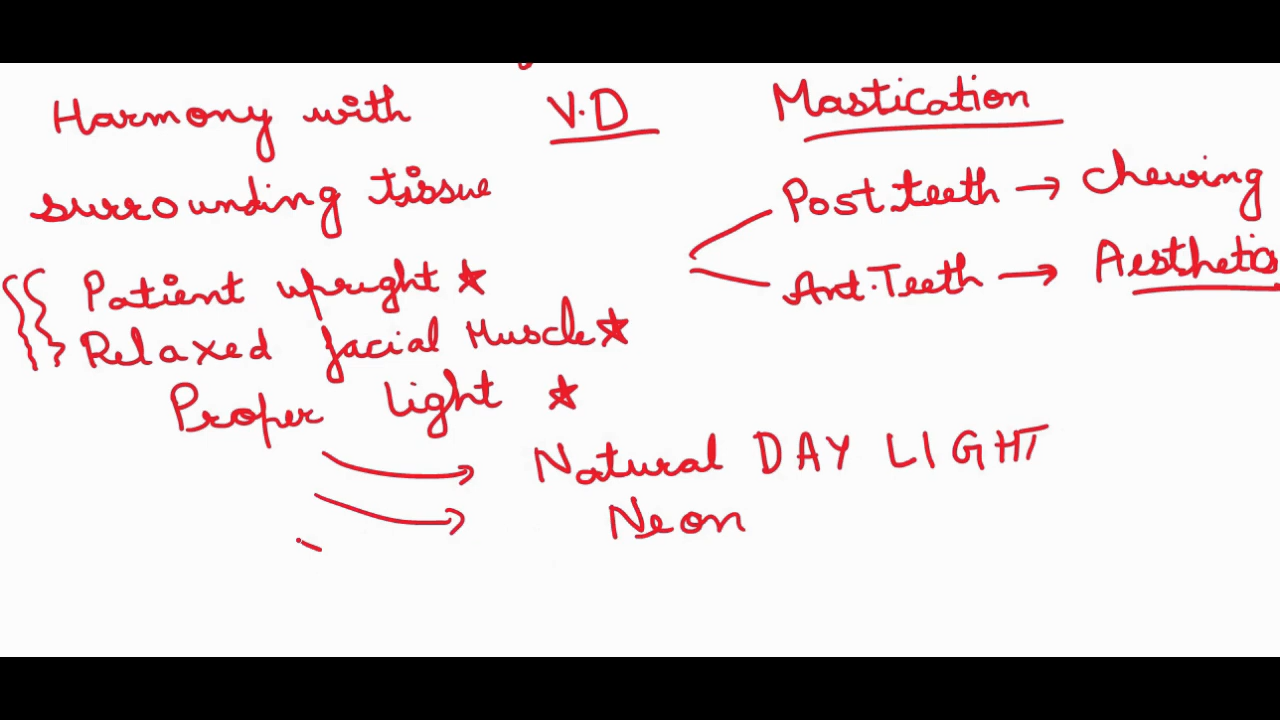 Harmony with
surrounding tissue
V.D
Mastication
Post.teeth → Chewing
Ant.Teeth → Aesthetics
Patient upright ★
Relaxed facial Muscle ★
Proper light ★
→ Natural DAY LIGHT
→ Neon